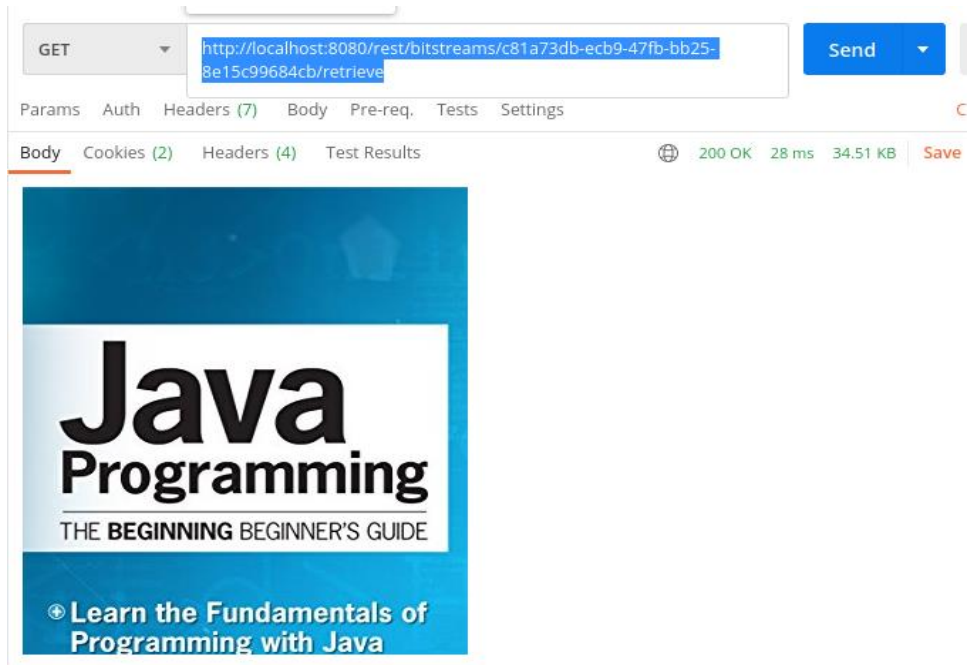 GET
http://localhost:8080/rest/bitstreams/c81a73db-ecb9-47fb-bb25-
8e15c99684cb/retrieve
Send
Params Auth Headers (7) Body Pre-req. Tests Settings
Body Cookies (2) Headers (4) Test Results 200 OK 28 ms 34.51 KB Save
Java
Programming
THE BEGINNING BEGINNER'S GUIDE
Learn the Fundamentals of
Programming with Java